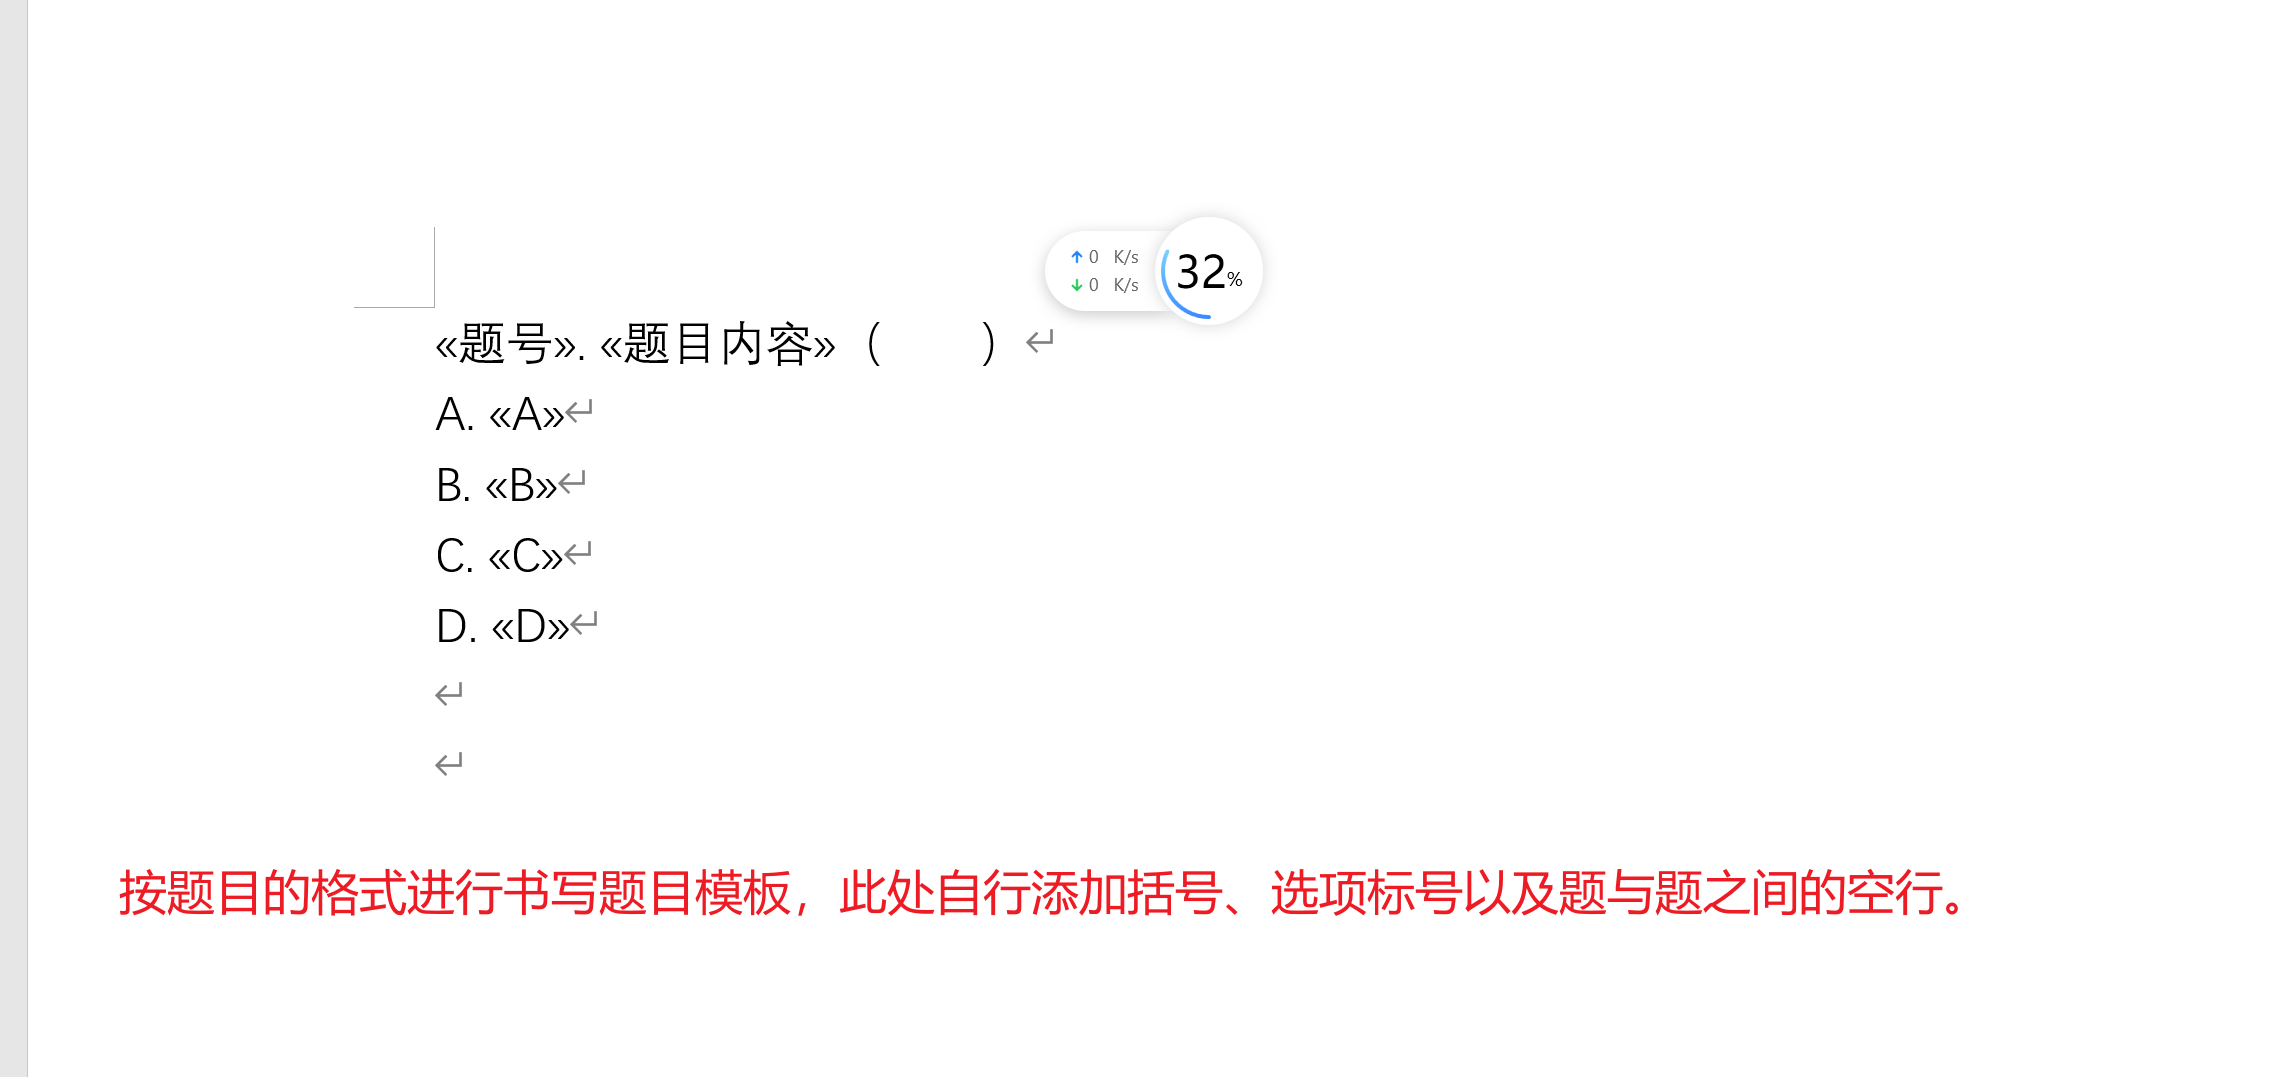 ↑ 0 K/s
↓ 0 K/s
32%
«题号». «题目内容»（　　）↵
A. «A»↵
B. «B»↵
C. «C»↵
D. «D»↵
↵
↵
按题目的格式进行书写题目模板，此处自行添加括号、选项标号以及题与题之间的空行。